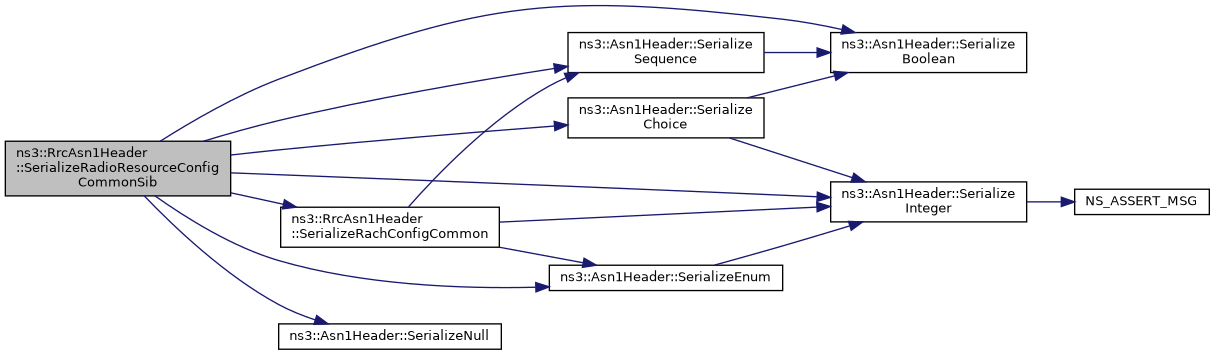 ns3::RrcAsn1Header
::SerializeRadioResourceConfig
CommonSib
ns3::Asn1Header::Serialize
Sequence
ns3::Asn1Header::Serialize
Boolean
ns3::Asn1Header::Serialize
Choice
ns3::RrcAsn1Header
::SerializeRachConfigCommon
ns3::Asn1Header::Serialize
Integer
NS_ASSERT_MSG
ns3::Asn1Header::SerializeEnum
ns3::Asn1Header::SerializeNull